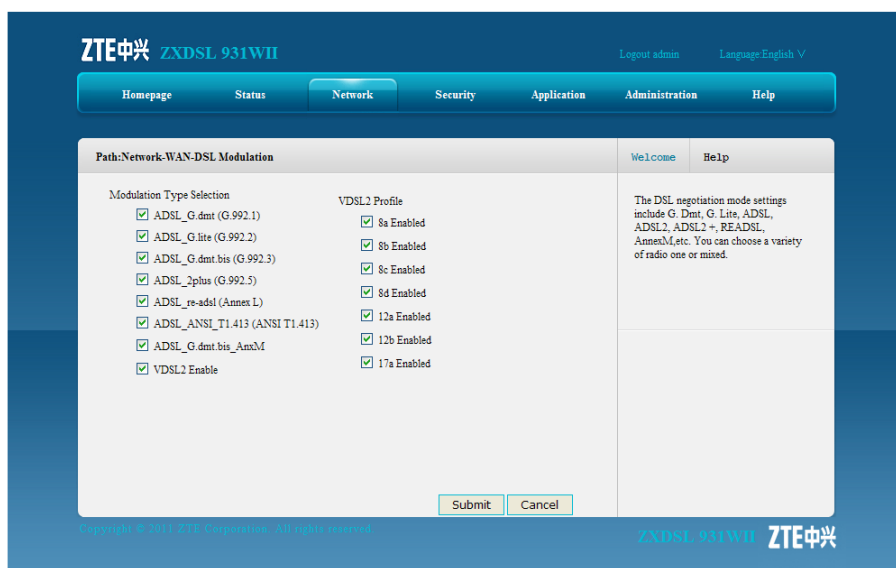 ZTE中兴 ZXDSL 931WII
Logout admin Language:English V
Homepage Status Network Security Application Administration Help
Path:Network-WAN-DSL Modulation
Modulation Type Selection
ADSL_G.dmt (G.992.1)
ADSL_G.lite (G.992.2)
ADSL_G.dmt.bis (G.992.3)
ADSL_2plus (G.992.5)
ADSL_re-adsl (Annex L)
ADSL_ANSI_T1.413 (ANSI T1.413)
ADSL_G.dmt.bis_AnxM
VDSL2 Enable
VDSL2 Profile
8a Enabled
8b Enabled
8c Enabled
8d Enabled
12a Enabled
12b Enabled
17a Enabled
Submit Cancel
Welcome Help
The DSL negotiation mode settings
include G. Dmt, G. Lite, ADSL,
ADSL2, ADSL2 +, READSL,
AnnexM,etc. You can choose a variety
of radio one or mixed.
Copyright © 2011 ZTE Corporation. All rights reserved.
ZXDSL 931WII ZTE中兴